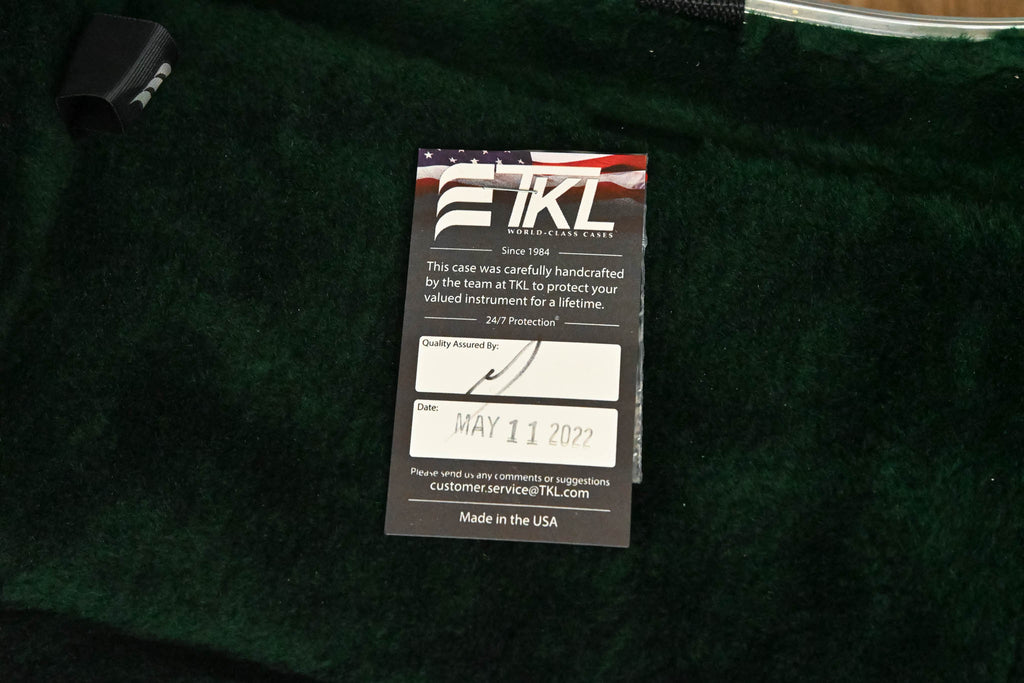 TKL
WORLD-CLASS CASES
Since 1984
This case was carefully handcrafted
by the team at TKL to protect your
valued instrument for a lifetime.
24/7 Protection®
Quality Assured By:
Date:
MAY 11 2022
Please send us any comments or suggestions
customer.service@TKL.com
Made in the USA